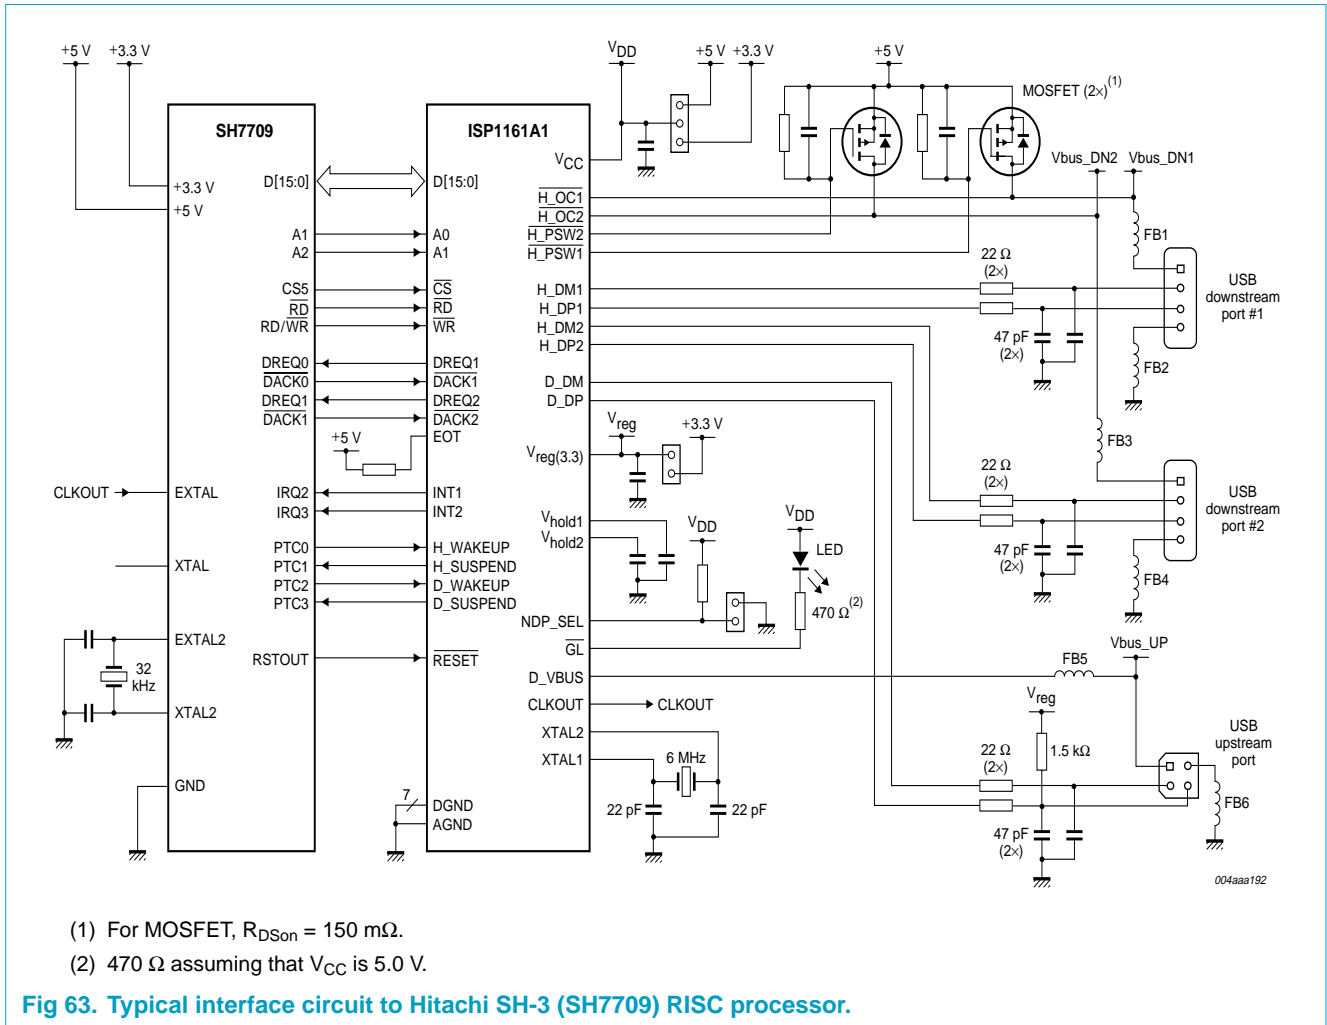 +5 V +3.3 V
SH7709
+3.3 V
+5 V
D[15:0]
A1
A2
CS5
RD
RD/WR
DREQ0
DACK0
DREQ1
DACK1
IRQ2
IRQ3
PTC0
PTC1
PTC2
PTC3
RSTOUT
CLKOUT
EXTAL
XTAL
EXTAL2
32
kHz
XTAL2
GND
ISP1161A1
D[15:0]
A0
A1
CS
RD
WR
DREQ1
DACK1
DREQ2
DACK2
EOT
+5 V
INT1
INT2
H_WAKEUP
H_SUSPEND
D_WAKEUP
D_SUSPEND
RESET
7
DGND
AGND
VCC
H_OC1
H_OC2
H_PSW2
H_PSW1
H_DM1
H_DP1
H_DM2
H_DP2
D_DM
D_DP
Vreg(3.3)
Vhold1
Vhold2
NDP_SEL
GL
D_VBUS
CLKOUT
XTAL2
XTAL1
VDD
+5 V +3.3 V
+5 V
MOSFET (2×)(1)
Vbus_DN2 Vbus_DN1
FB1
22 Ω
(2×)
USB
downstream
port #1
47 pF
(2×)
FB2
Vreg
+3.3 V
FB3
22 Ω
(2×)
USB
downstream
port #2
47 pF
(2×)
FB4
VDD
VDD
LED
470 Ω(2)
CLKOUT
6 MHz
22 pF
22 pF
FB5
Vbus_UP
Vreg
1.5 kΩ
22 Ω
(2×)
USB
upstream
port
47 pF
(2×)
FB6
004aaa192
(1) For MOSFET, RDSon = 150 mΩ.
(2) 470 Ω assuming that VCC is 5.0 V.
Fig 63. Typical interface circuit to Hitachi SH-3 (SH7709) RISC processor.